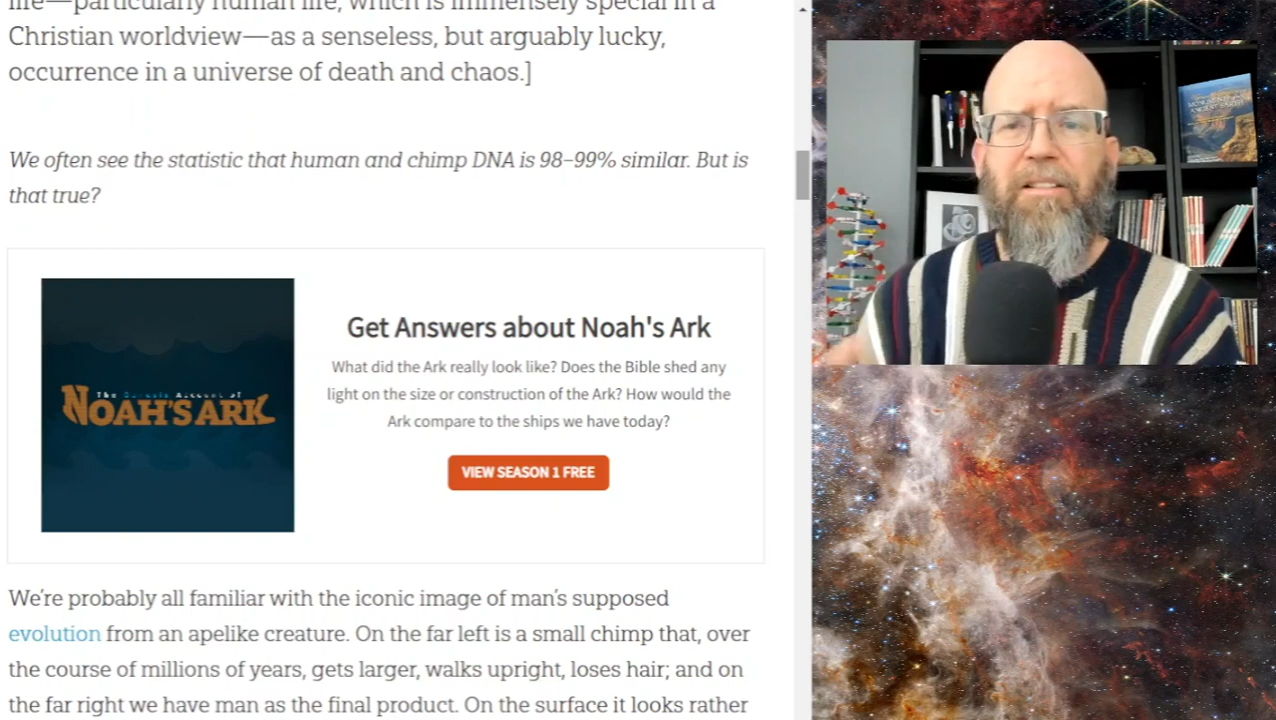 life—particularly human life, which is immensely special in a
Christian worldview—as a senseless, but arguably lucky,
occurrence in a universe of death and chaos.]
We often see the statistic that human and chimp DNA is 98–99% similar. But is
that true?
The Genesis Account of
NOAH'S ARK
Get Answers about Noah's Ark
What did the Ark really look like? Does the Bible shed any
light on the size or construction of the Ark? How would the
Ark compare to the ships we have today?
VIEW SEASON 1 FREE
We're probably all familiar with the iconic image of man's supposed
evolution from an apelike creature. On the far left is a small chimp that, over
the course of millions of years, gets larger, walks upright, loses hair; and on
the far right we have man as the final product. On the surface it looks rather